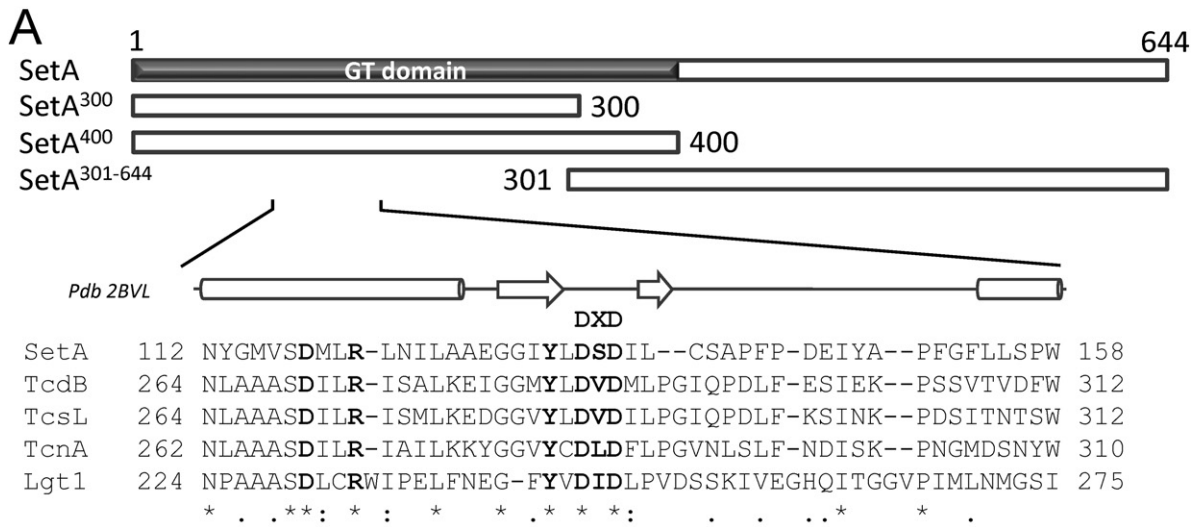 A
1 644
SetA GT domain
SetA300 300
SetA400 400
SetA301-644 301
Pdb 2BVL
DXD
SetA 112 NYGMVSDMLR-LNILAAEGGIYLDSDIL--CSAPFP-DEIYA--PFGFLLSPW 158
TcdB 264 NLAAASDILR-ISALKEIGGMYLDVDMLPGIQPDLF-ESIEK--PSSVTVDFW 312
TcsL 264 NLAAASDILR-ISMLKEDGGVYLDVDILPGIQPDLF-KSINK--PDSITNTSW 312
TcnA 262 NLAAASDILR-IAILKKYGGVYCDLDFLPGVNLSLF-NDISK--PNGMDSNYW 310
Lgt1 224 NPAAASDLCRWIPELFNEG-FYVDIDLPVDSSKIVEGHQITGGVPIMLNMGSI 275
* . .**: * : * * .* * *: . . ..* * .